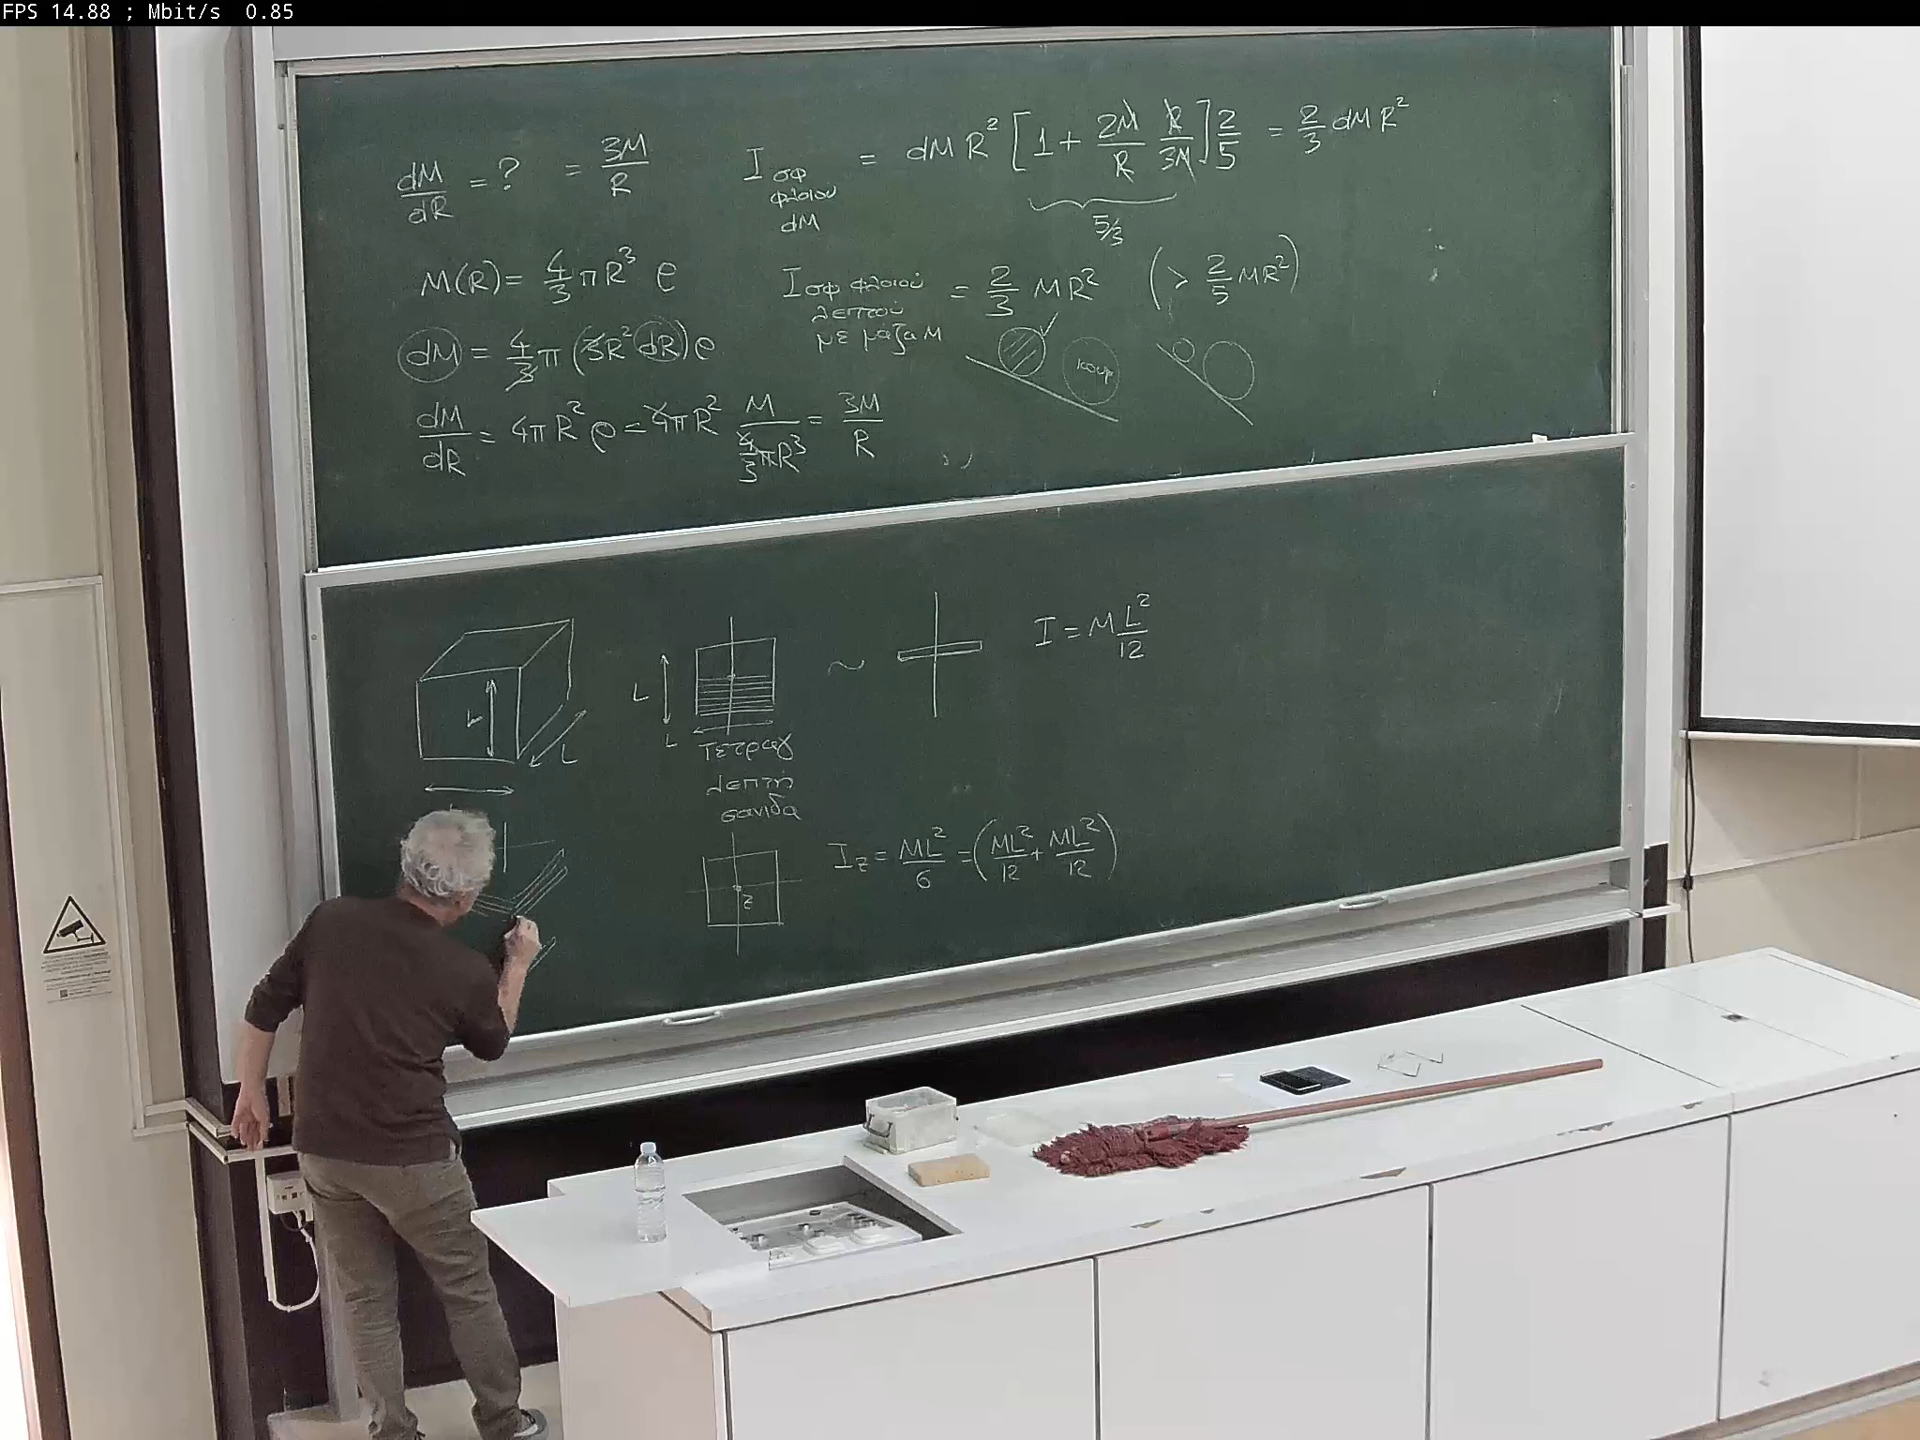 FPS 14.88 ; Mbit/s 0.85
dM/dR = ? = 3M/R
I σφ φλοιού dM = dM R² [1 + 2M/R R/3M] 2/5 = 2/3 dM R²
5/3
M(R) = 4/3 π R³ ρ
I σφ φλοιού λεπτού με μάζα M = 2/3 MR² ( > 2/5 MR²)
dM = 4/3 π (3R² dR) ρ
κουφ
dM/dR = 4π R² ρ = 4π R² M / (4/3 πR³) = 3M/R
L
L
L
L
~
I = M L²/12
Τετραγ
λεπτή
σανιδα
z
I_z = ML²/6 = (ML²/12 + ML²/12)